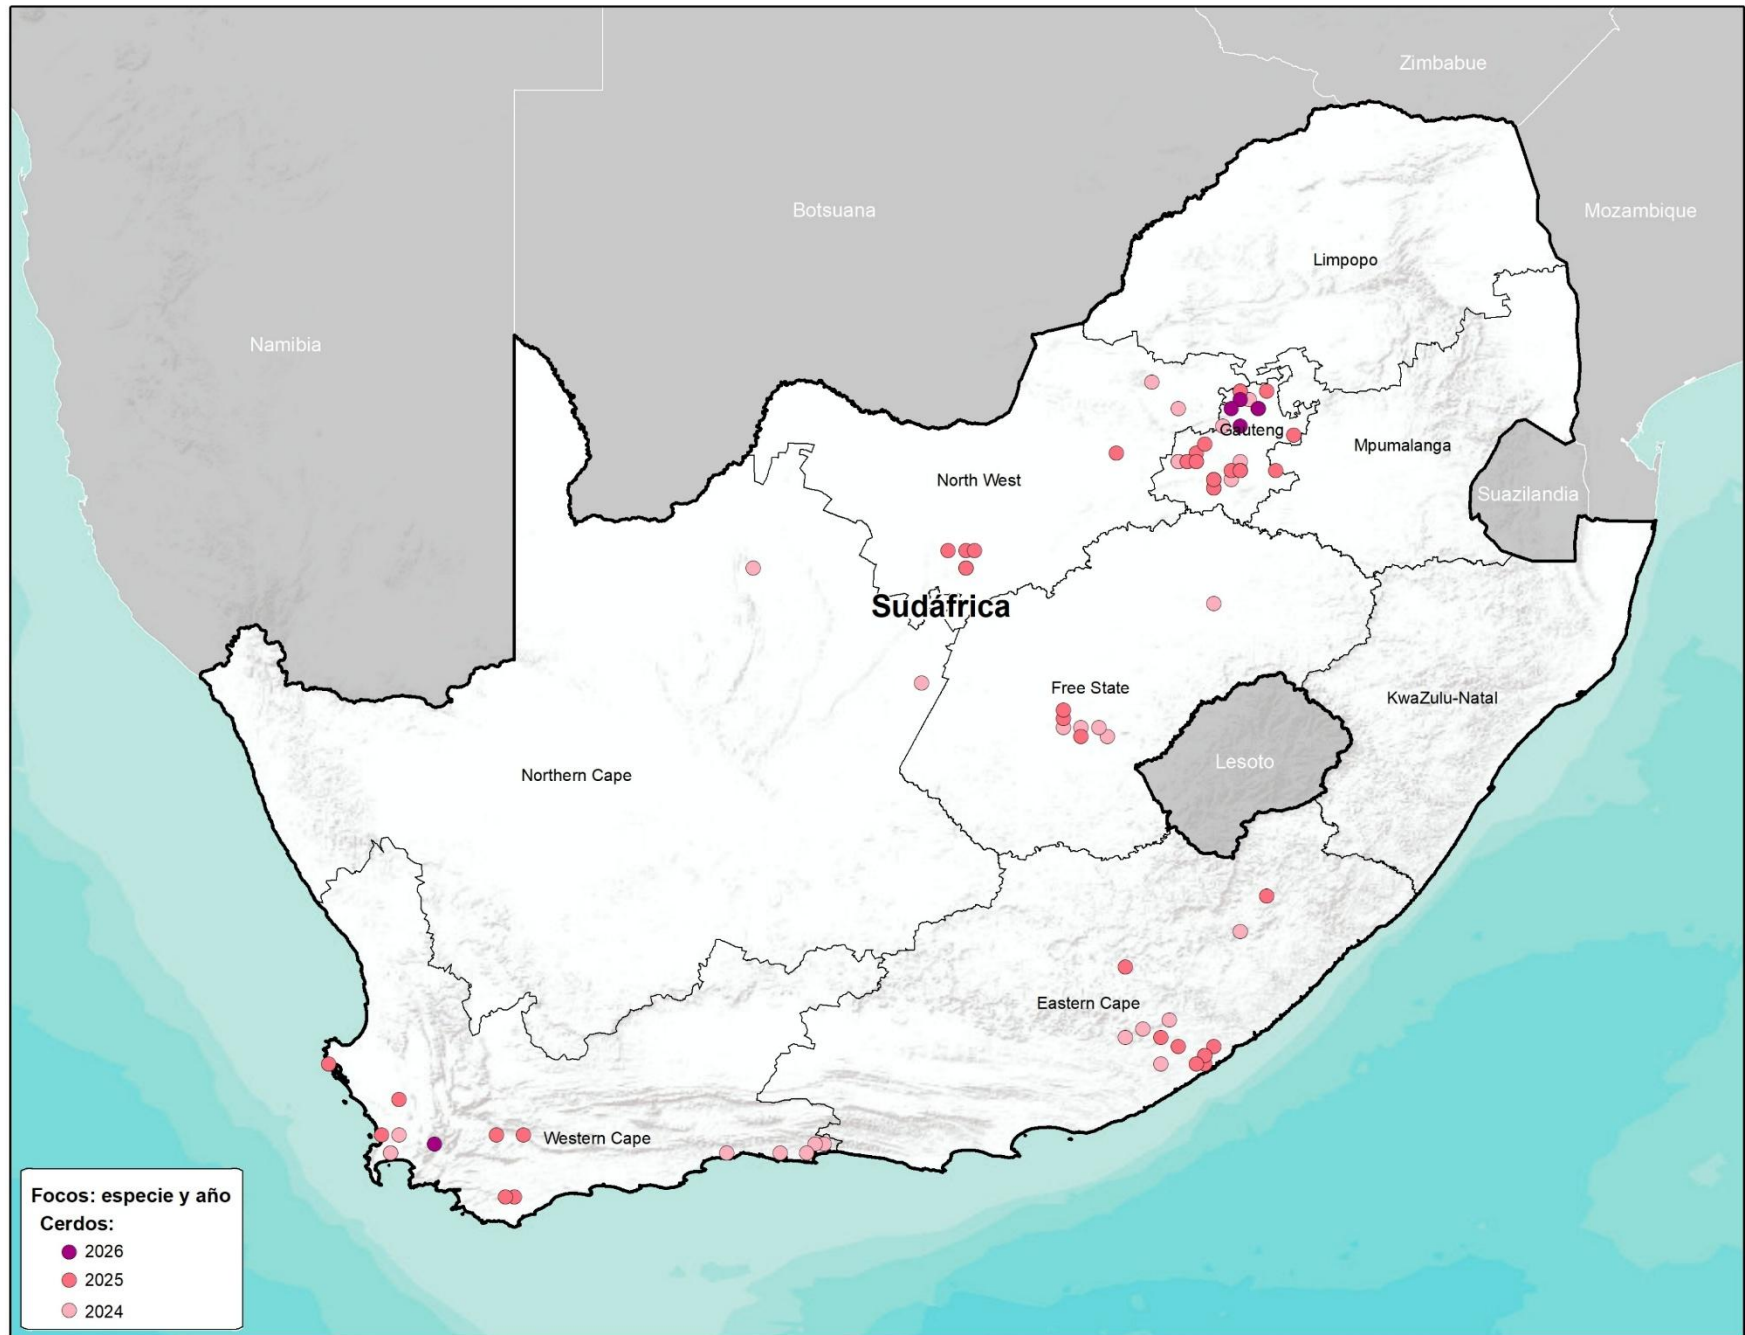 Zimbabue
Botsuana
Mozambique
Limpopo
Namibia
Gauteng
Mpumalanga
North West
Suazilandia
Sudáfrica
Free State
KwaZulu-Natal
Lesoto
Northern Cape
Eastern Cape
Western Cape
Focos: especie y año
Cerdos:
2026
2025
2024